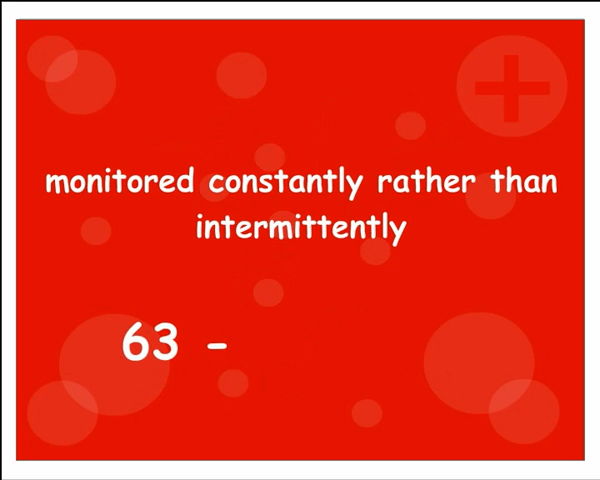 monitored constantly rather than
intermittently
63 -